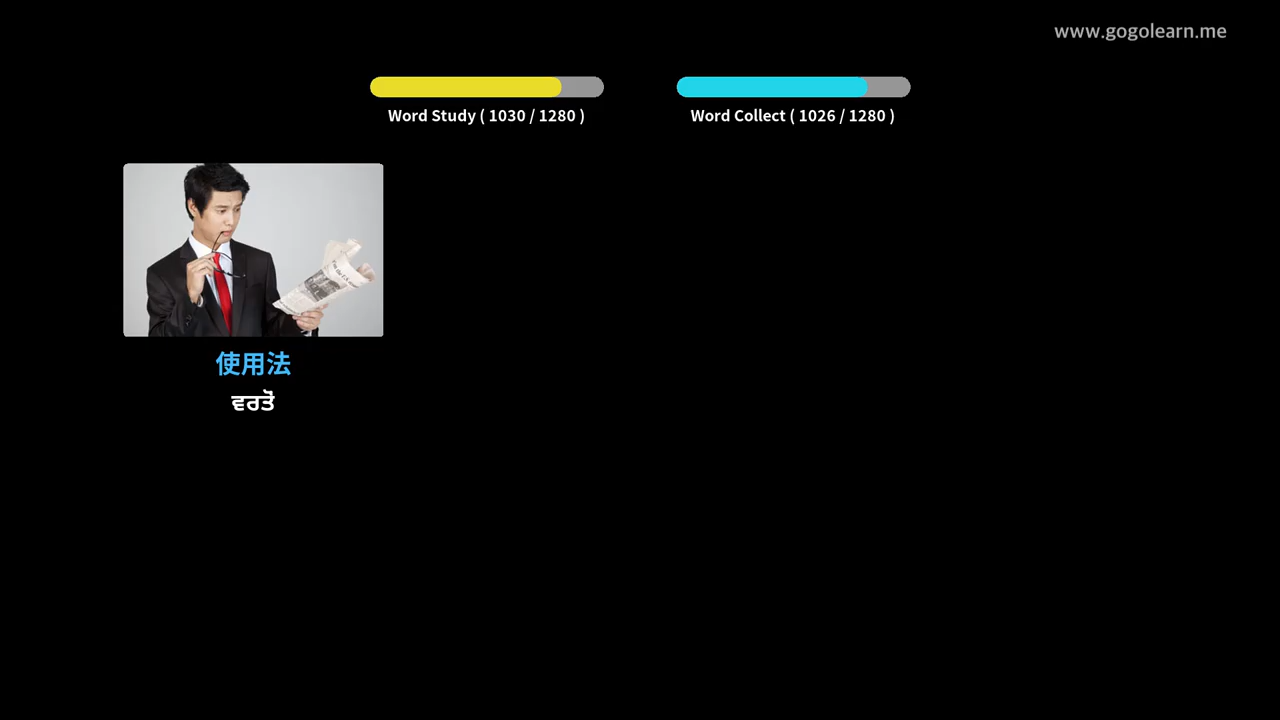 www.gogolearn.me
Word Study ( 1030 / 1280 )
Word Collect ( 1026 / 1280 )
使用法
ਵਰਤੋਂ